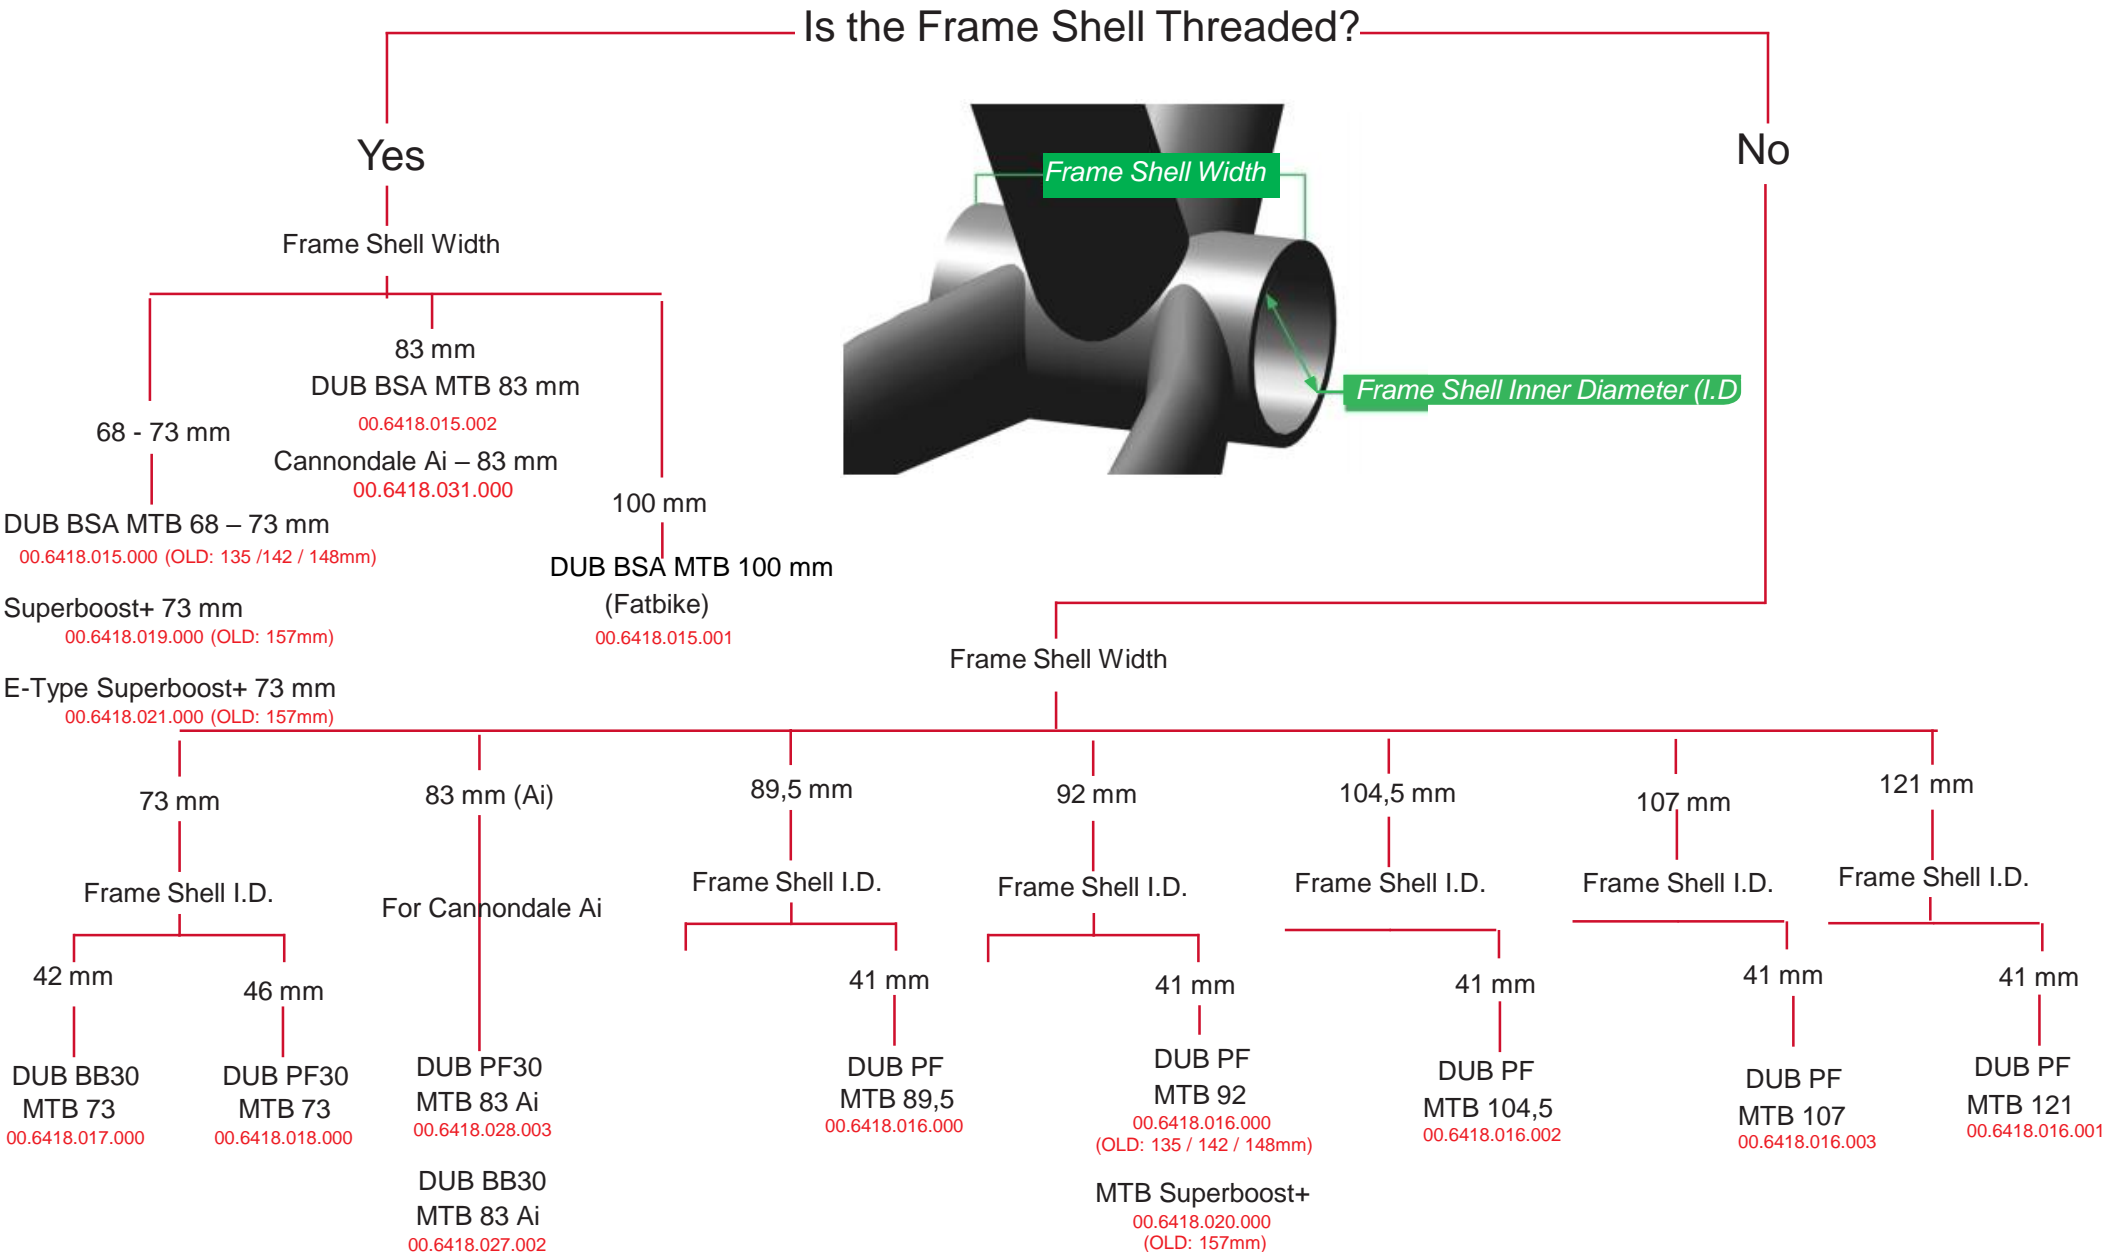 Is the Frame Shell Threaded?
Yes
No
Frame Shell Width
Frame Shell Inner Diameter (I.D
Frame Shell Width
83 mm
DUB BSA MTB 83 mm
00.6418.015.002
Cannondale Ai – 83 mm
00.6418.031.000
68 - 73 mm
DUB BSA MTB 68 – 73 mm
00.6418.015.000 (OLD: 135 /142 / 148mm)
Superboost+ 73 mm
00.6418.019.000 (OLD: 157mm)
E-Type Superboost+ 73 mm
00.6418.021.000 (OLD: 157mm)
100 mm
DUB BSA MTB 100 mm
(Fatbike)
00.6418.015.001
Frame Shell Width
73 mm
Frame Shell I.D.
42 mm
DUB BB30
MTB 73
00.6418.017.000
46 mm
DUB PF30
MTB 73
00.6418.018.000
83 mm (Ai)
For Cannondale Ai
DUB PF30
MTB 83 Ai
00.6418.028.003
DUB BB30
MTB 83 Ai
00.6418.027.002
89,5 mm
Frame Shell I.D.
41 mm
DUB PF
MTB 89,5
00.6418.016.000
92 mm
Frame Shell I.D.
41 mm
DUB PF
MTB 92
00.6418.016.000
(OLD: 135 / 142 / 148mm)
MTB Superboost+
00.6418.020.000
(OLD: 157mm)
104,5 mm
Frame Shell I.D.
41 mm
DUB PF
MTB 104,5
00.6418.016.002
107 mm
Frame Shell I.D.
41 mm
DUB PF
MTB 107
00.6418.016.003
121 mm
Frame Shell I.D.
41 mm
DUB PF
MTB 121
00.6418.016.001